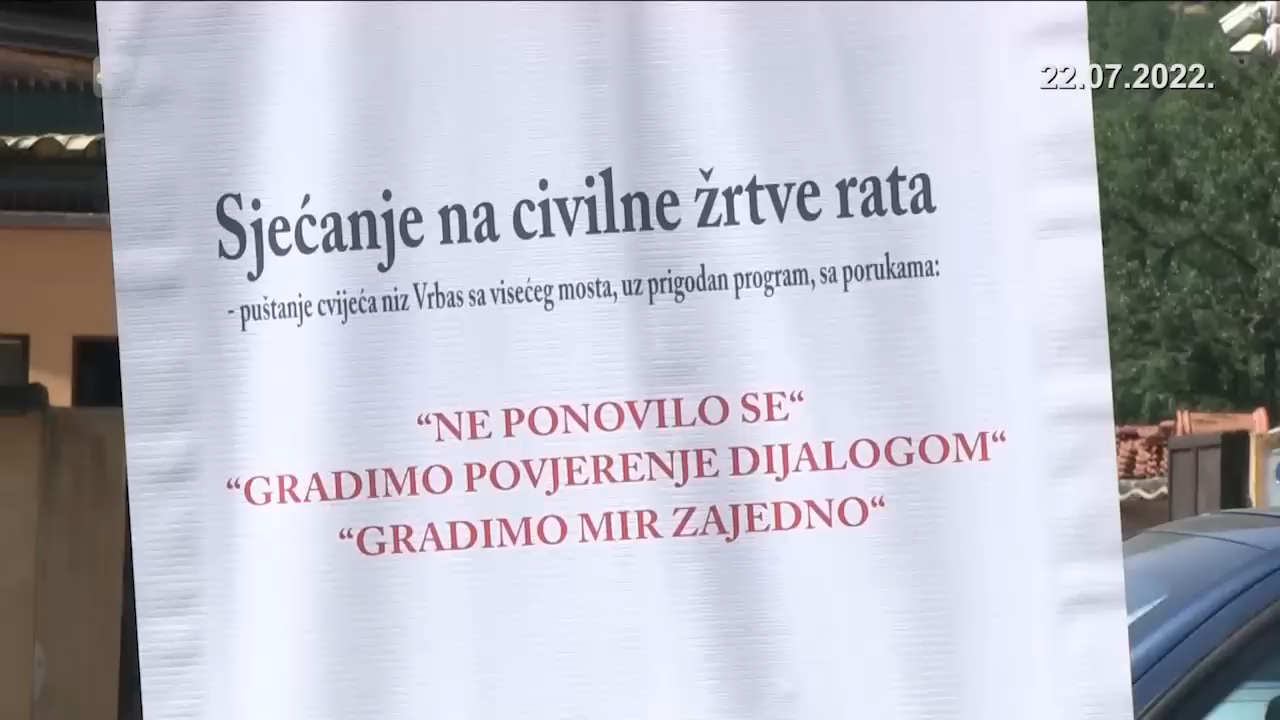 22.07.2022.
Sjećanje na civilne žrtve rata
- puštanje cvijeća niz Vrbas sa visećeg mosta, uz prigodan program, sa porukama:
“NE PONOVILO SE“
“GRADIMO POVJERENJE DIJALOGOM“
“GRADIMO MIR ZAJEDNO“